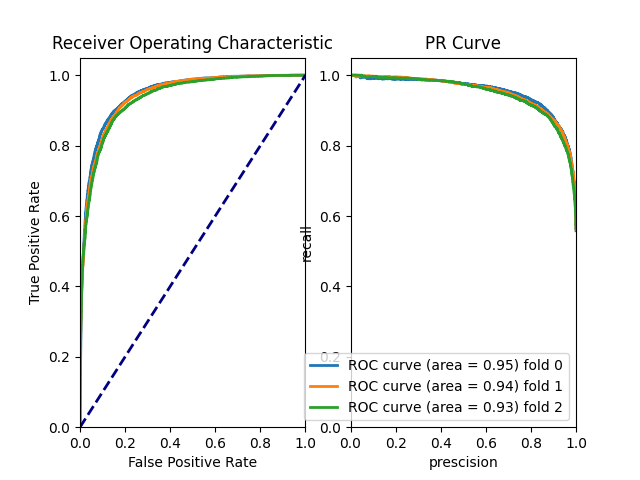 Receiver Operating Characteristic
1.0
0.8
0.6
0.4
0.2
0.0
True Positive Rate
0.0 0.2 0.4 0.6 0.8 1.0
False Positive Rate
PR Curve
1.0
0.8
0.6
0.4
0.2
0.0
recall
ROC curve (area = 0.95) fold 0
ROC curve (area = 0.94) fold 1
ROC curve (area = 0.93) fold 2
0.0 0.2 0.4 0.6 0.8 1.0
prescision